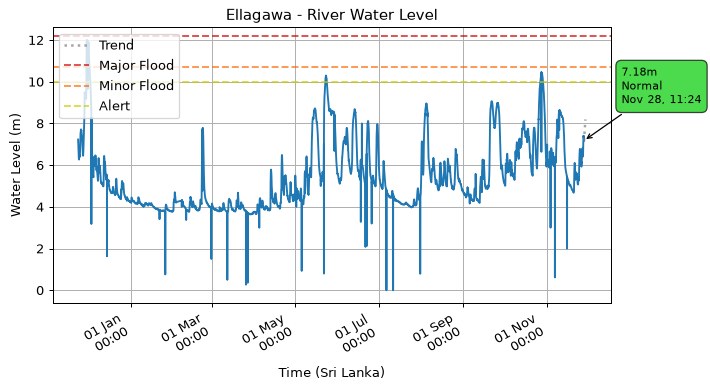 Ellagawa - River Water Level
Trend
Major Flood
Minor Flood
Alert
7.18m
Normal
Nov 28, 11:24
Water Level (m)
12
10
8
6
4
2
0
01 Jan
00:00
01 Mar
00:00
01 May
00:00
01 Jul
00:00
01 Sep
00:00
01 Nov
00:00
Time (Sri Lanka)